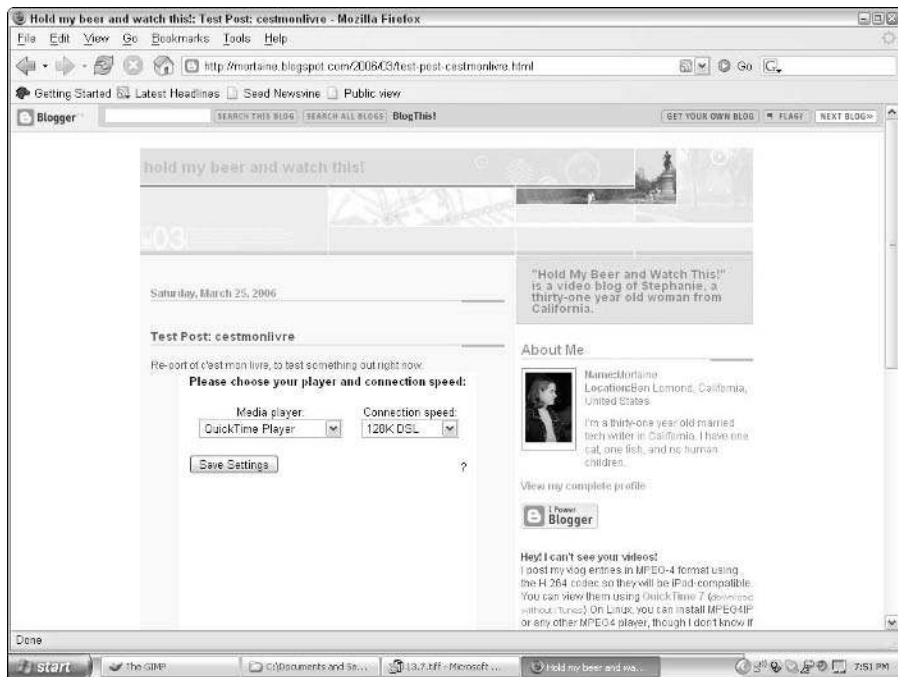 Hold my beer and watch this!: Test Post: cestmonlivre - Mozilla Firefox
File Edit View Go Bookmarks Tools Help
http://mortaine.blogspot.com/2006/03/test-post-cestmonlivre.html
Go
G
Getting Started Latest Headlines Seed Newsvine Public view
Blogger
SEARCH THIS BLOG SEARCH ALL BLOGS BlogThis!
GET YOUR OWN BLOG FLAG? NEXT BLOG»
hold my beer and watch this!
03
"Hold My Beer and Watch This!"
is a video blog of Stephanie, a
thirty-one year old woman from
California.
Saturday, March 25, 2006
Test Post: cestmonlivre
Re-port of c'est mon livre, to test something out right now.
Please choose your player and connection speed:
Media player: Connection speed:
QuickTime Player 128K DSL
Save Settings ?
About Me
Name:Mortaine
Location:Ben Lomond, California,
United States
I'm a thirty-one year old married
tech writer in California. I have one
cat, one fish, and no human
children.
View my complete profile
I Power
Blogger
Hey! I can't see your videos!
I post my vlog entries in MPEG-4 format using
the H.264 codec so they will be iPod-compatible.
You can view them using QuickTime 7 (download
without iTunes) On Linux, you can install MPEG4IP
or any other MPEG4 player, though I don't know if
Done
start The GIMP C:\Documents and Se... 13.7.tiff - Microsoft ... Hold my beer and wa... 7:51 PM